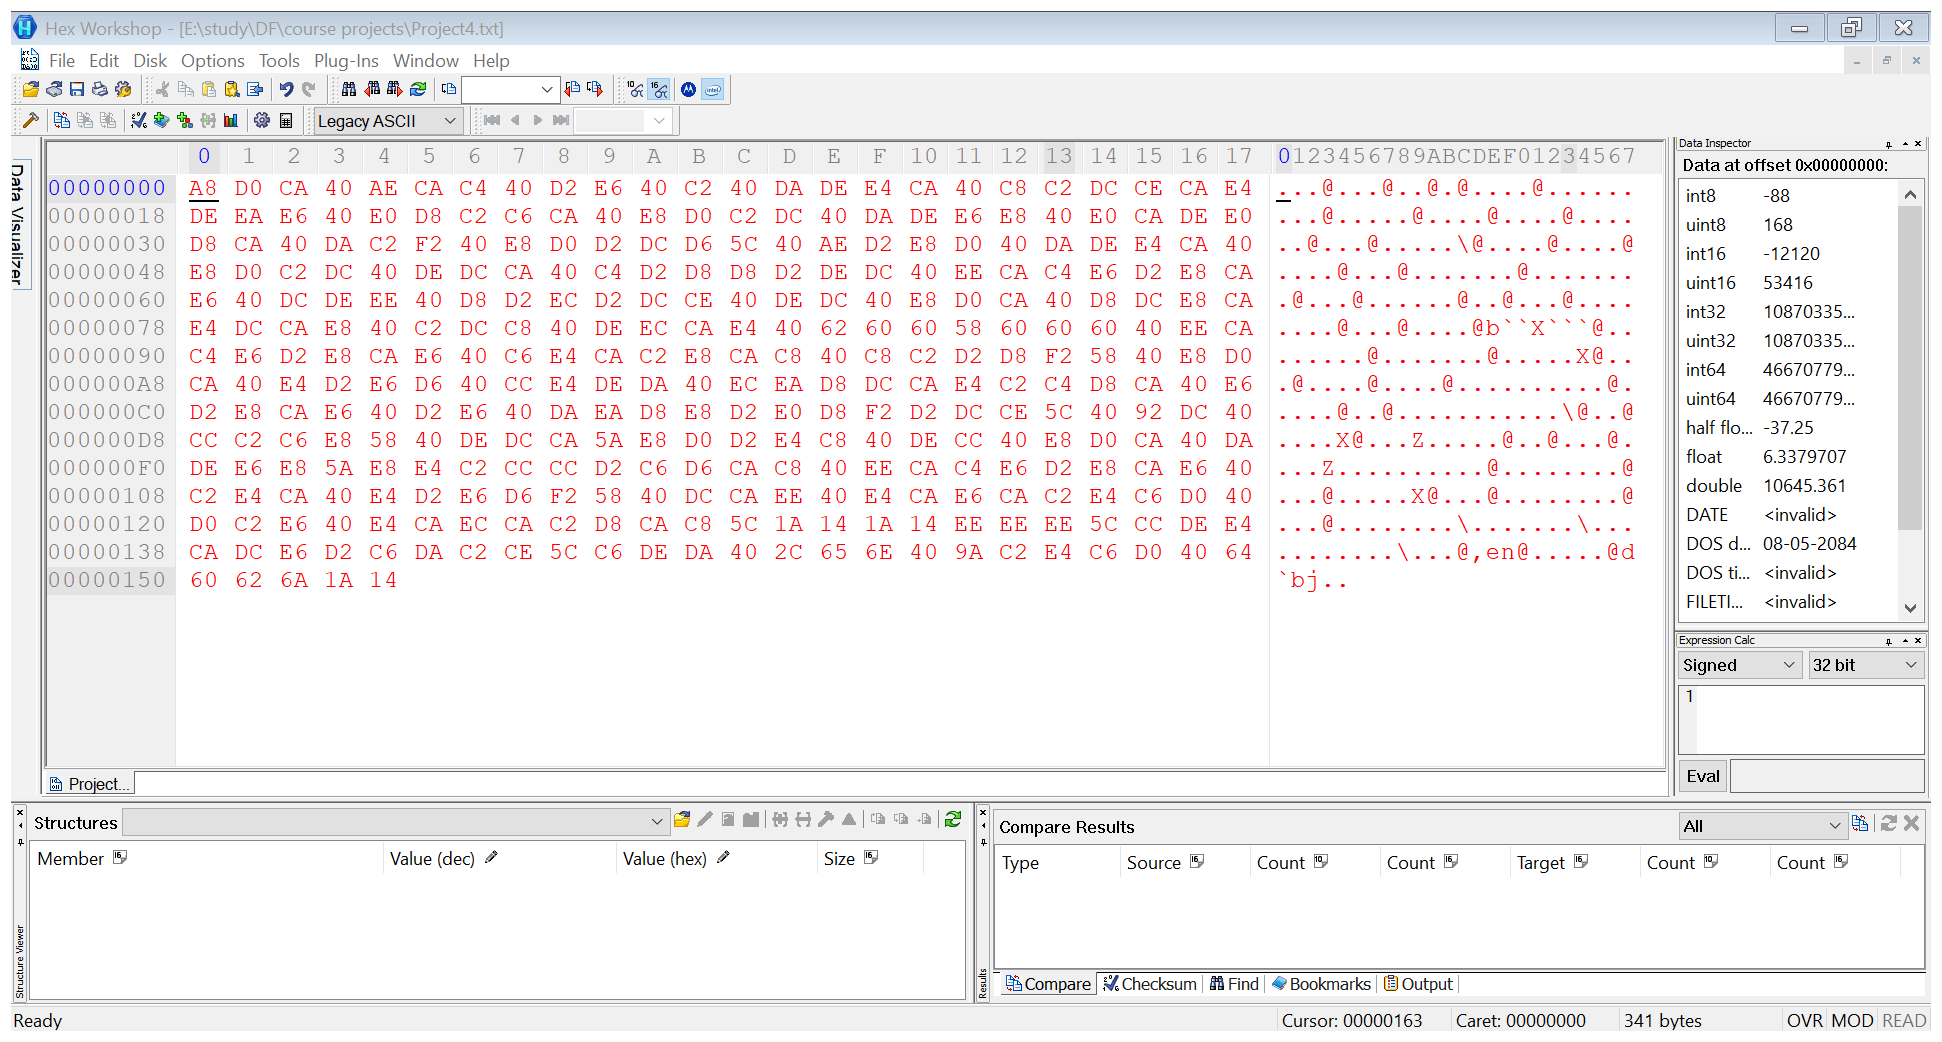 Hex Workshop - [E:\study\DF\course projects\Project4.txt]
File Edit Disk Options Tools Plug-Ins Window Help
Legacy ASCII
0 1 2 3 4 5 6 7 8 9 A B C D E F 10 11 12 13 14 15 16 17 0123456789ABCDEF01234567
00000000 A8 D0 CA 40 AE CA C4 40 D2 E6 40 C2 40 DA DE E4 CA 40 C8 C2 DC CE CA E4 ...@...@..@.@....@......
00000018 DE EA E6 40 E0 D8 C2 C6 CA 40 E8 D0 C2 DC 40 DA DE E6 E8 40 E0 CA DE E0 ...@.....@....@....@....
00000030 D8 CA 40 DA C2 F2 40 E8 D0 D2 DC D6 5C 40 AE D2 E8 D0 40 DA DE E4 CA 40 ..@...@.....\@....@....@
00000048 E8 D0 C2 DC 40 DE DC CA 40 C4 D2 D8 D8 D2 DE DC 40 EE CA C4 E6 D2 E8 CA ....@...@.......@.......
00000060 E6 40 DC DE EE 40 D8 D2 EC D2 DC CE 40 DE DC 40 E8 D0 CA 40 D8 DC E8 CA .@...@......@..@...@....
00000078 E4 DC CA E8 40 C2 DC C8 40 DE EC CA E4 40 62 60 60 58 60 60 60 40 EE CA ....@...@....@b``X```@..
00000090 C4 E6 D2 E8 CA E6 40 C6 E4 CA C2 E8 CA C8 40 C8 C2 D2 D8 F2 58 40 E8 D0 ......@.......@.....X@..
000000A8 CA 40 E4 D2 E6 D6 40 CC E4 DE DA 40 EC EA D8 DC CA E4 C2 C4 D8 CA 40 E6 .@....@....@..........@.
000000C0 D2 E8 CA E6 40 D2 E6 40 DA EA D8 E8 D2 E0 D8 F2 D2 DC CE 5C 40 92 DC 40 ....@..@...........\@..@
000000D8 CC C2 C6 E8 58 40 DE DC CA 5A E8 D0 D2 E4 C8 40 DE CC 40 E8 D0 CA 40 DA ....X@...Z.....@..@...@.
000000F0 DE E6 E8 5A E8 E4 C2 CC CC D2 C6 D6 CA C8 40 EE CA C4 E6 D2 E8 CA E6 40 ...Z..........@........@
00000108 C2 E4 CA 40 E4 D2 E6 D6 F2 58 40 DC CA EE 40 E4 CA E6 CA C2 E4 C6 D0 40 ...@.....X@...@........@
00000120 D0 C2 E6 40 E4 CA EC CA C2 D8 CA C8 5C 1A 14 1A 14 EE EE EE 5C CC DE E4 ...@........\.......\...
00000138 CA DC E6 D2 C6 DA C2 CE 5C C6 DE DA 40 2C 65 6E 40 9A C2 E4 C6 D0 40 64 ........\...@,en@.....@d
00000150 60 62 6A 1A 14 `bj..
Data Visualizer
Project...
Data Inspector
Data at offset 0x00000000:
int8 -88
uint8 168
int16 -12120
uint16 53416
int32 10870335...
uint32 10870335...
int64 46670779...
uint64 46670779...
half flo... -37.25
float 6.3379707
double 10645.361
DATE <invalid>
DOS d... 08-05-2084
DOS ti... <invalid>
FILETI... <invalid>
Expression Calc
Signed 32 bit
1
Eval
Structures
Member Value (dec) Value (hex) Size
Structure Viewer
Compare Results All
Type Source Count Count Target Count Count
Results
Compare Checksum Find Bookmarks Output
Ready Cursor: 00000163 Caret: 00000000 341 bytes OVR MOD READ